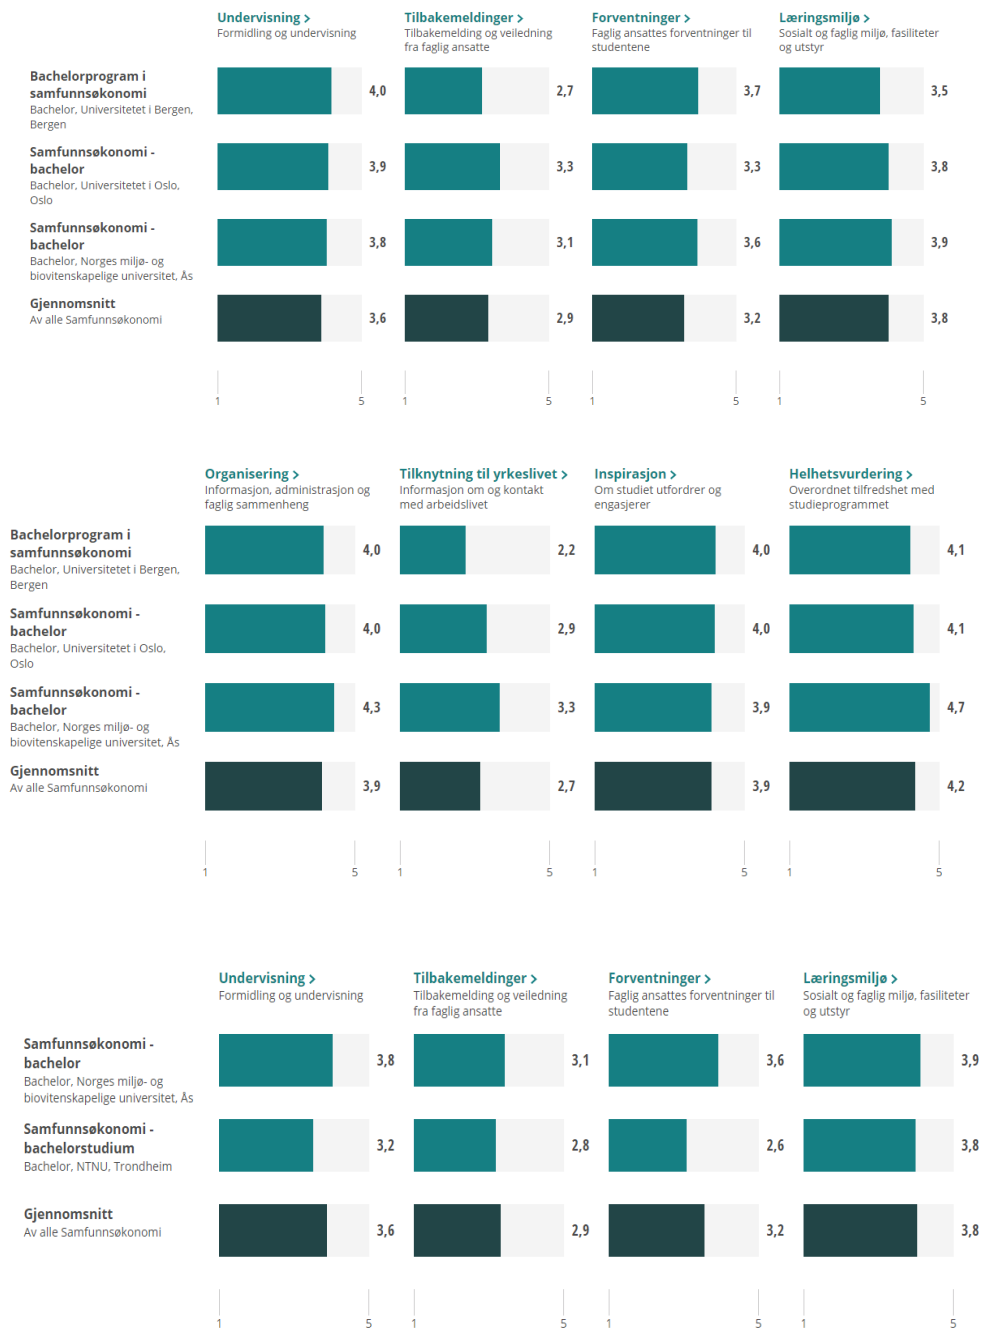 Undervisning >
Formidling og undervisning
Tilbakemeldinger >
Tilbakemelding og veiledning
fra faglig ansatte
Forventninger >
Faglig ansattes forventninger til
studentene
Læringsmiljø >
Sosialt og faglig miljø, fasiliteter
og utstyr
Bachelorprogram i
samfunnsøkonomi
Bachelor, Universitetet i Bergen,
Bergen
4,0
2,7
3,7
3,5
Samfunnsøkonomi -
bachelor
Bachelor, Universitetet i Oslo,
Oslo
3,9
3,3
3,3
3,8
Samfunnsøkonomi -
bachelor
Bachelor, Norges miljø- og
biovitenskapelige universitet, Ås
3,8
3,1
3,6
3,9
Gjennomsnitt
Av alle Samfunnsøkonomi
3,6
2,9
3,2
3,8
1 5 1 5 1 5 1 5
Organisering >
Informasjon, administrasjon og
faglig sammenheng
Tilknytning til yrkeslivet >
Informasjon om og kontakt
med arbeidslivet
Inspirasjon >
Om studiet utfordrer og
engasjerer
Helhetsvurdering >
Overordnet tilfredshet med
studieprogrammet
Bachelorprogram i
samfunnsøkonomi
Bachelor, Universitetet i Bergen,
Bergen
4,0
2,2
4,0
4,1
Samfunnsøkonomi -
bachelor
Bachelor, Universitetet i Oslo,
Oslo
4,0
2,9
4,0
4,1
Samfunnsøkonomi -
bachelor
Bachelor, Norges miljø- og
biovitenskapelige universitet, Ås
4,3
3,3
3,9
4,7
Gjennomsnitt
Av alle Samfunnsøkonomi
3,9
2,7
3,9
4,2
1 5 1 5 1 5 1 5
Undervisning >
Formidling og undervisning
Tilbakemeldinger >
Tilbakemelding og veiledning
fra faglig ansatte
Forventninger >
Faglig ansattes forventninger til
studentene
Læringsmiljø >
Sosialt og faglig miljø, fasiliteter
og utstyr
Samfunnsøkonomi -
bachelor
Bachelor, Norges miljø- og
biovitenskapelige universitet, Ås
3,8
3,1
3,6
3,9
Samfunnsøkonomi -
bachelorstudium
Bachelor, NTNU, Trondheim
3,2
2,8
2,6
3,8
Gjennomsnitt
Av alle Samfunnsøkonomi
3,6
2,9
3,2
3,8
1 5 1 5 1 5 1 5